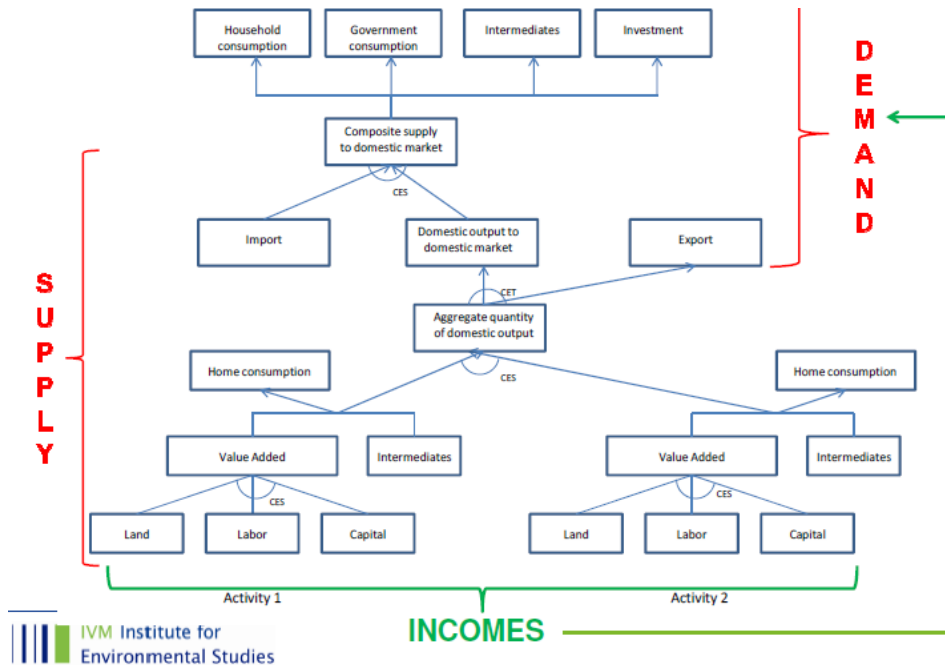 Household
consumption
Government
consumption
Intermediates
Investment
DEMAND
Composite supply
to domestic market
CES
Import
Domestic output to
domestic market
Export
SUPPLY
CET
Aggregate quantity
of domestic output
CES
Home consumption
Home consumption
Value Added
Intermediates
Value Added
Intermediates
CES
CES
Land
Labor
Capital
Land
Labor
Capital
Activity 1
Activity 2
INCOMES
IVM Institute for
Environmental Studies